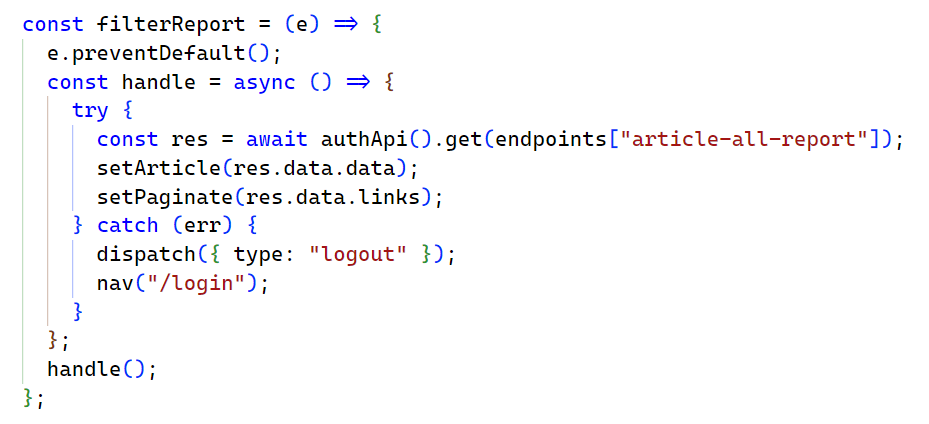 const filterReport = (e) => {
e.preventDefault();
const handle = async () => {
try {
const res = await authApi().get(endpoints["article-all-report"]);
setArticle(res.data.data);
setPaginate(res.data.links);
} catch (err) {
dispatch({ type: "logout" });
nav("/login");
}
};
handle();
};